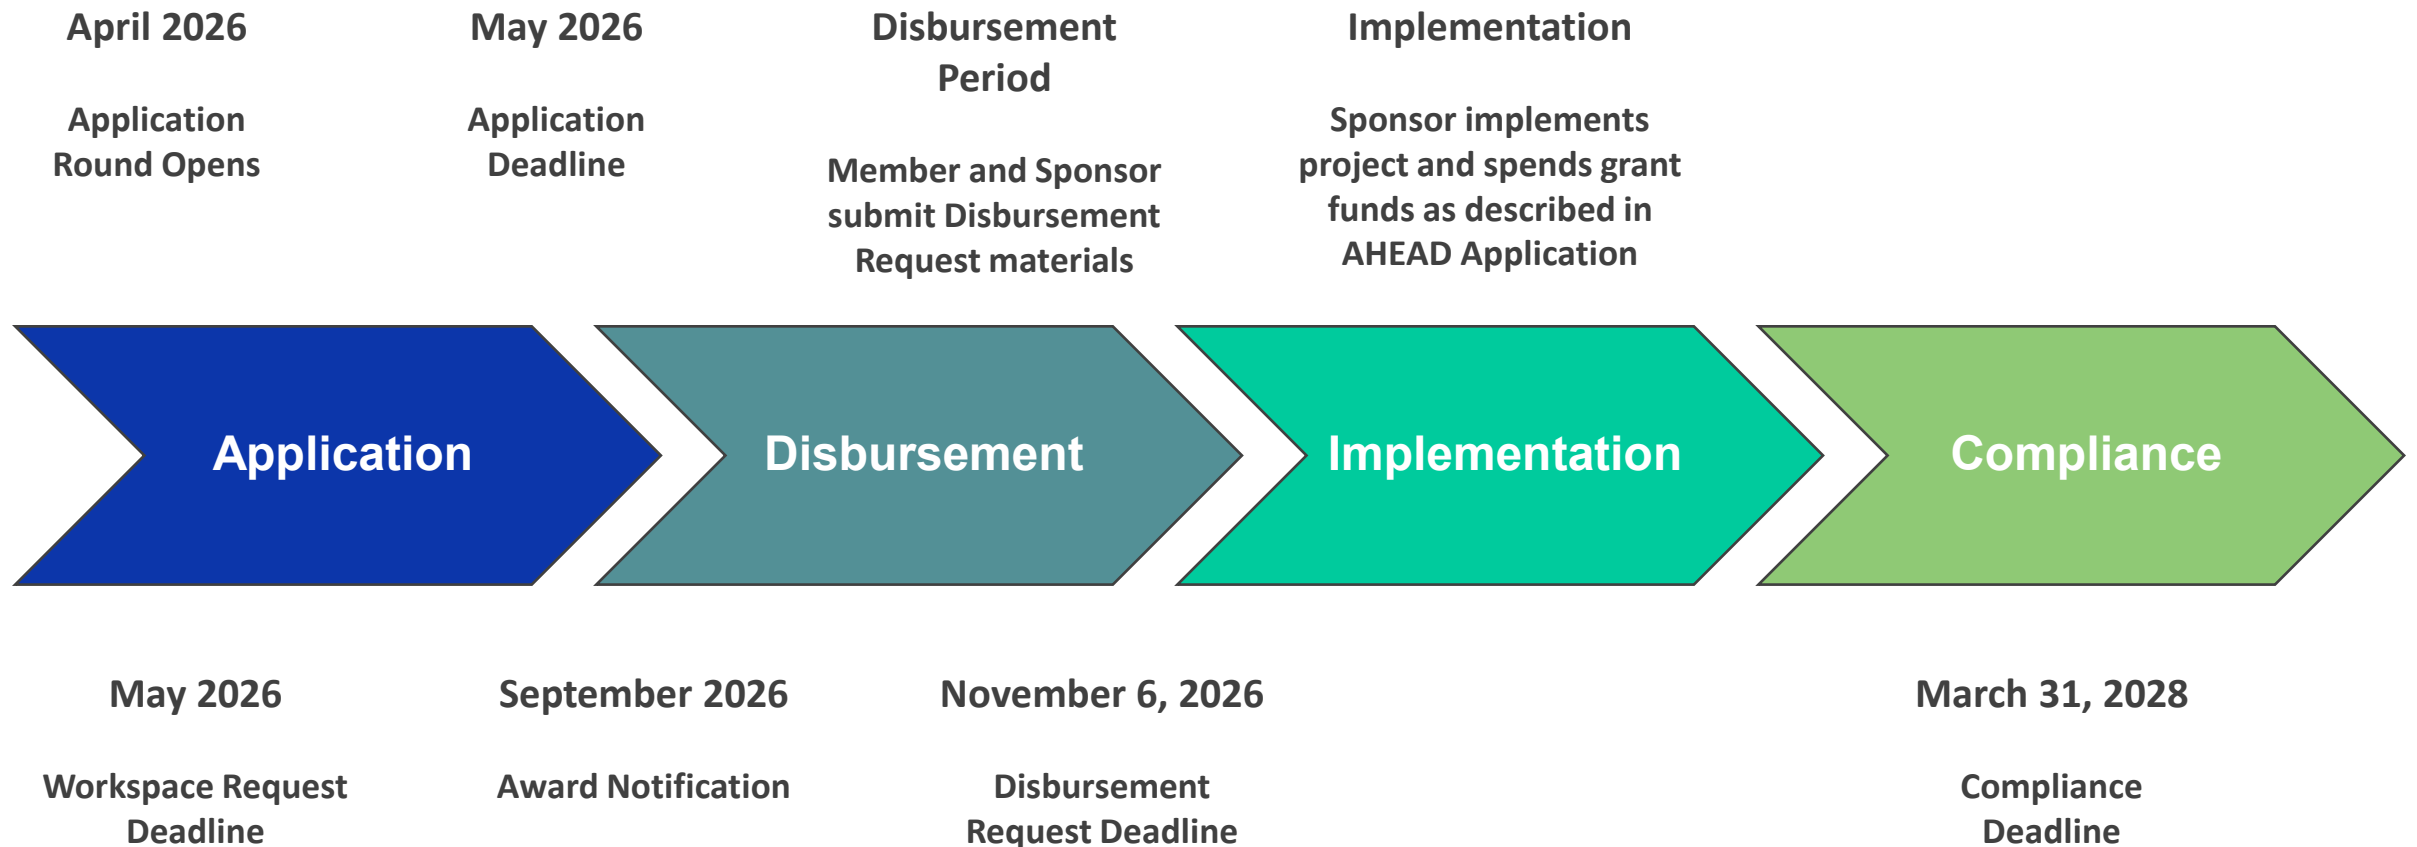 April 2026
Application
Round Opens
May 2026
Application
Deadline
Disbursement
Period
Member and Sponsor
submit Disbursement
Request materials
Implementation
Sponsor implements
project and spends grant
funds as described in
AHEAD Application
Application
Disbursement
Implementation
Compliance
May 2026
Workspace Request
Deadline
September 2026
Award Notification
November 6, 2026
Disbursement
Request Deadline
March 31, 2028
Compliance
Deadline